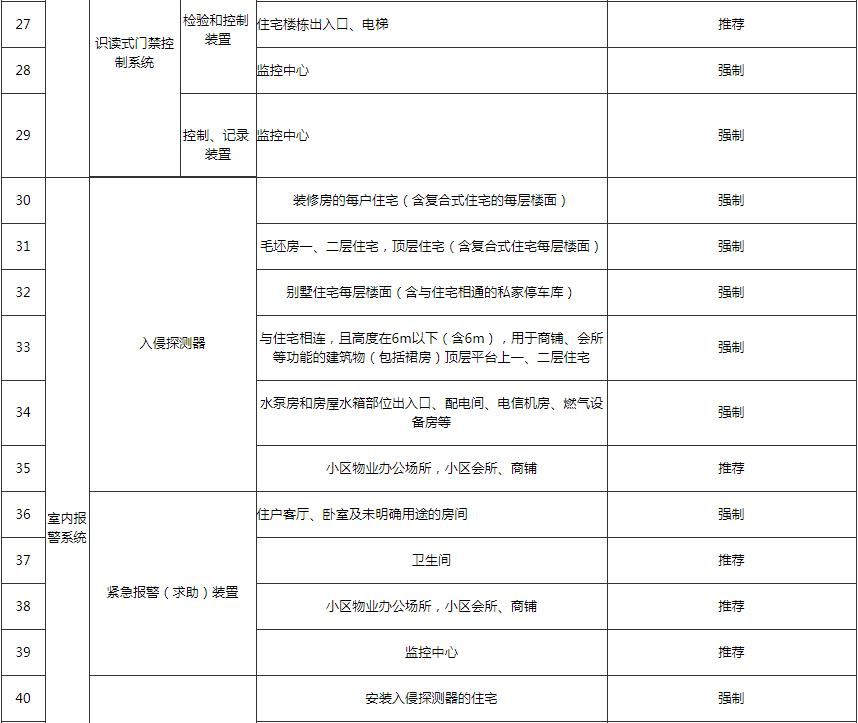 27
识读式门禁控
制系统
检验和控制
装置
住宅楼栋出入口、电梯
推荐
28
监控中心
强制
29
控制、记录
装置
监控中心
强制
30
室内报
警系统
入侵探测器
装修房的每户住宅（含复合式住宅的每层楼面）
强制
31
毛坯房一、二层住宅，顶层住宅（含复合式住宅每层楼面）
强制
32
别墅住宅每层楼面（含与住宅相通的私家停车库）
强制
33
与住宅相连，且高度在6m以下（含6m），用于商铺、会所
等功能的建筑物（包括裙房）顶层平台上一、二层住宅
强制
34
水泵房和房屋水箱部位出入口、配电间、电信机房、燃气设
备房等
强制
35
小区物业办公场所，小区会所、商铺
推荐
36
紧急报警（求助）装置
住户客厅、卧室及未明确用途的房间
强制
37
卫生间
推荐
38
小区物业办公场所，小区会所、商铺
推荐
39
监控中心
推荐
40
安装入侵探测器的住宅
强制